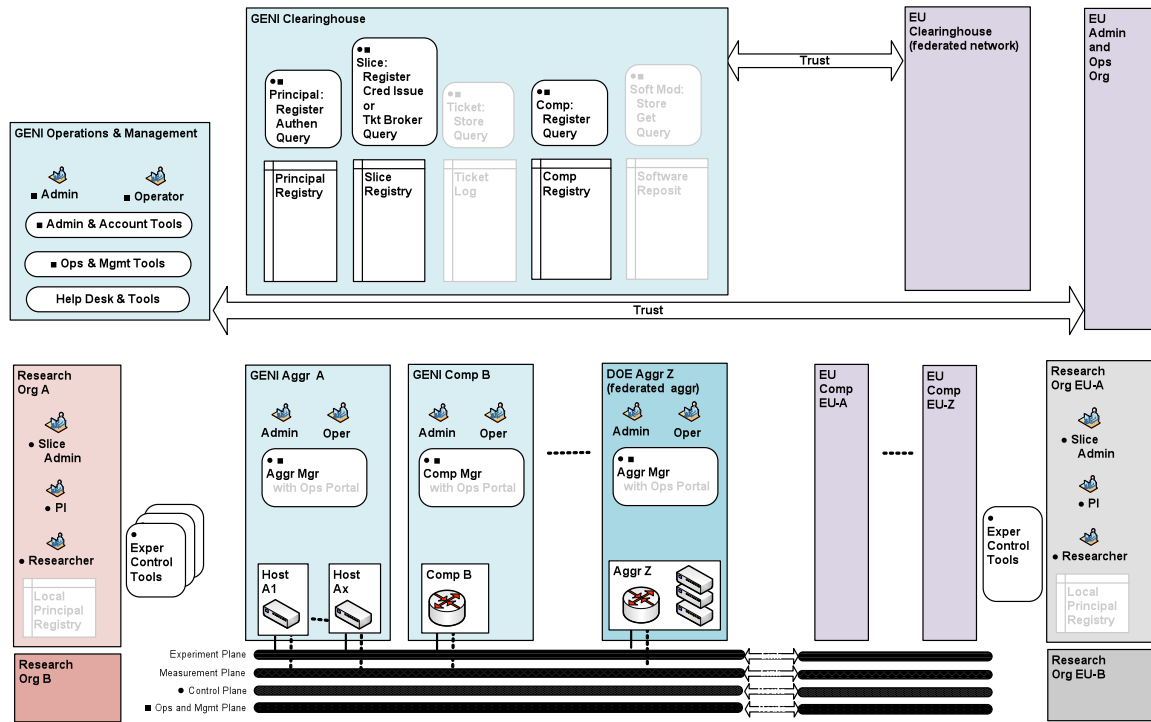 GENI Clearinghouse
Principal:
Register
Authen
Query
Slice:
Register
Cred Issue
or
Tkt Broker
Query
Ticket:
Store
Query
Comp:
Register
Query
Soft Mod:
Store
Get
Query
Principal
Registry
Slice
Registry
Ticket
Log
Comp
Registry
Software
Reposit
Trust
EU
Clearinghouse
(federated network)
EU
Admin
and
Ops
Org
GENI Operations & Management
Admin
Operator
Admin & Account Tools
Ops & Mgmt Tools
Help Desk & Tools
Trust
Research
Org A
Slice
Admin
PI
Researcher
Local
Principal
Registry
Research
Org B
Exper
Control
Tools
GENI Aggr A
Admin
Oper
Aggr Mgr
with Ops Portal
Host
A1
Host
Ax
GENI Comp B
Admin
Oper
Comp Mgr
with Ops Portal
Comp B
DOE Aggr Z
(federated aggr)
Admin
Oper
Aggr Mgr
with Ops Portal
Aggr Z
EU
Comp
EU-A
EU
Comp
EU-Z
Exper
Control
Tools
Research
Org EU-A
Slice
Admin
PI
Researcher
Local
Principal
Registry
Research
Org EU-B
Experiment Plane
Measurement Plane
Control Plane
Ops and Mgmt Plane